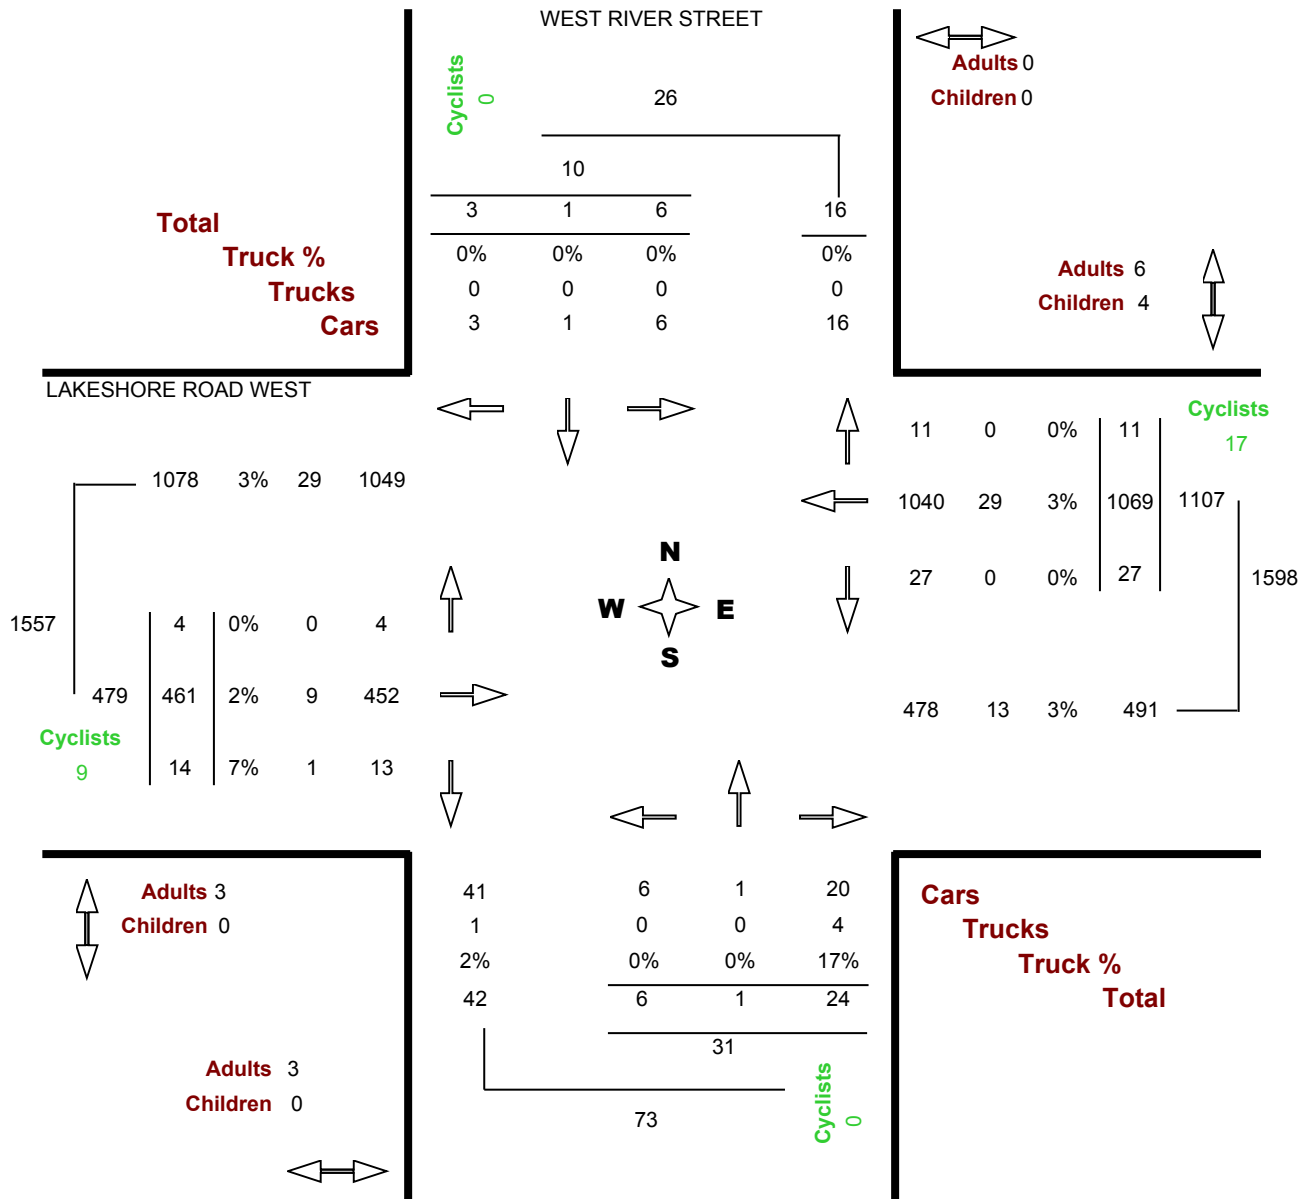 WEST RIVER STREET
Cyclists
0
26
Adults 0
Children 0
10
3 1 6 16
Total
Truck %
Trucks
Cars
0% 0% 0% 0%
0 0 0 0
3 1 6 16
Adults 6
Children 4
LAKESHORE ROAD WEST
Cyclists
17
11 0 0% 11
1078 3% 29 1049
1040 29 3% 1069 1107
27 0 0% 27
1598
N
W E
S
1557
4 0% 0 4
479 461 2% 9 452
478 13 3% 491
Cyclists
9
14 7% 1 13
Adults 3
Children 0
41 6 1 20
1 0 0 4
2% 0% 0% 17%
42 6 1 24
Cars
Trucks
Truck %
Total
31
Adults 3
Children 0
73
Cyclists
0